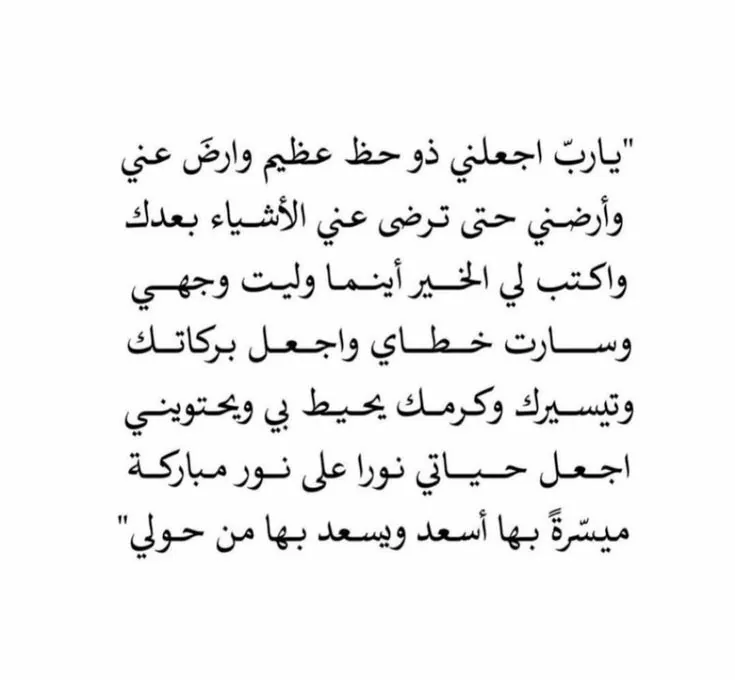 "ياربّ اجعلني ذو حظ عظيم وارضَ عني
وأرضني حتى ترضى عني الأشياء بعدك
واكتب لي الخير أينما وليت وجهي
وسارت خطاي واجعل بركاتك
وتيسيرك وكرمك يحيط بي ويحتويني
اجعل حياتي نورا على نور مباركة
ميسّرةً بها أسعد ويسعد بها من حولي"